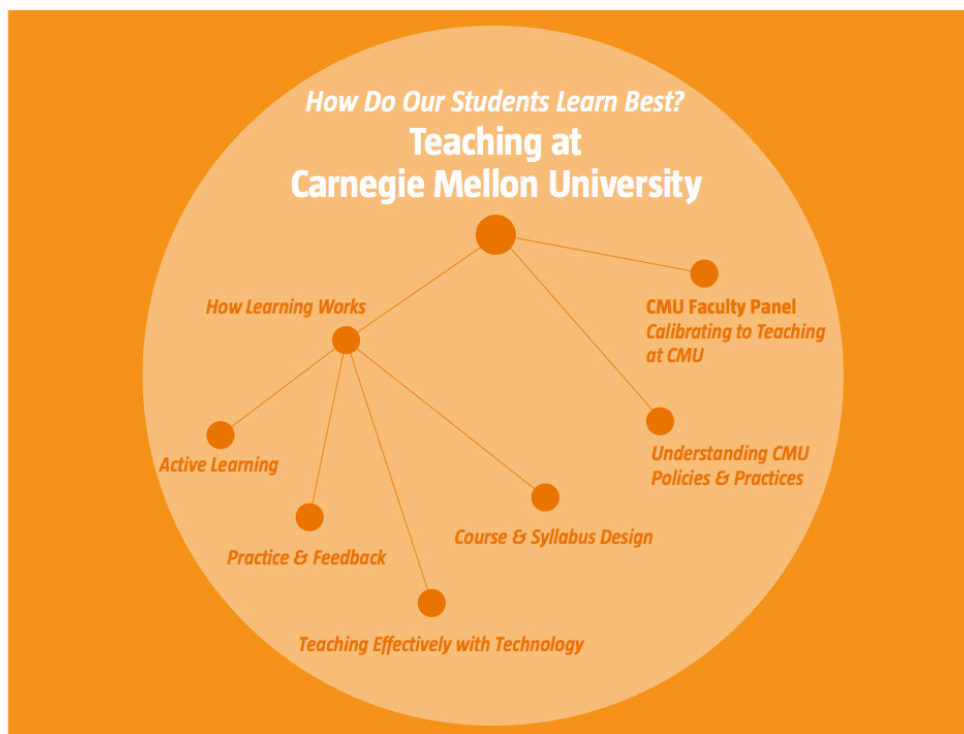 How Do Our Students Learn Best?
Teaching at
Carnegie Mellon University
How Learning Works
CMU Faculty Panel
Calibrating to Teaching
at CMU
Active Learning
Understanding CMU
Policies & Practices
Practice & Feedback
Course & Syllabus Design
Teaching Effectively with Technology